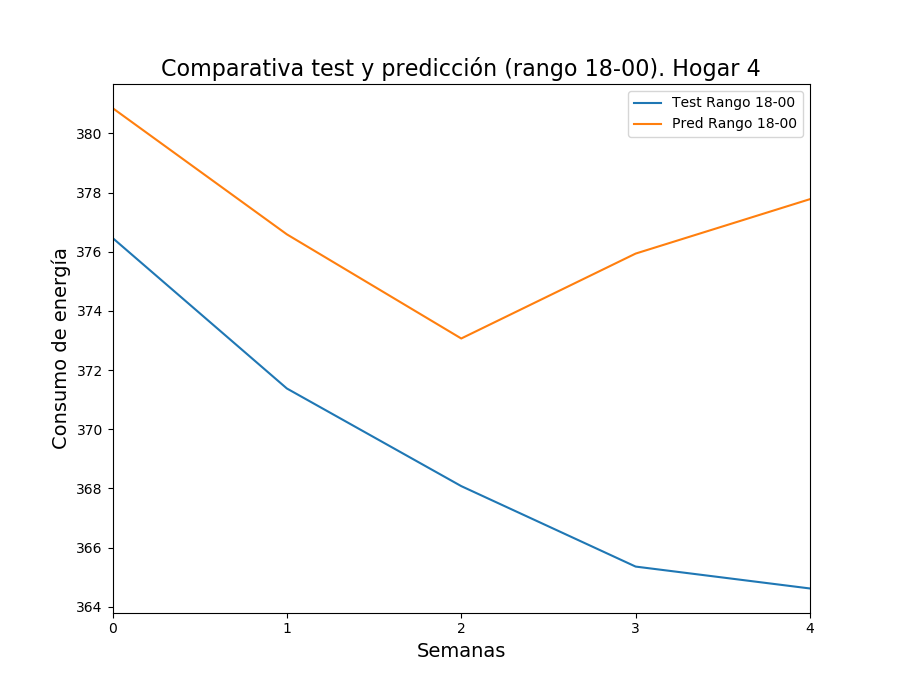 Comparativa test y predicción (rango 18-00). Hogar 4
Test Rango 18-00
Pred Rango 18-00
Consumo de energía
380
378
376
374
372
370
368
366
364
0 1 2 3 4
Semanas